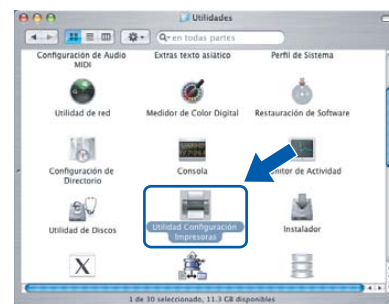 Utilidades
en todas partes
Configuración de Audio MIDI
Extras texto asiático
Perfil de Sistema
Utilidad de red
Medidor de Color Digital
Restauración de Software
Configuración de Directorio
Consola
nitor de Actividad
Utilidad de Discos
Utilidad Configuración Impresoras
Instalador
X
1 de 30 seleccionado, 11.3 GB disponibles